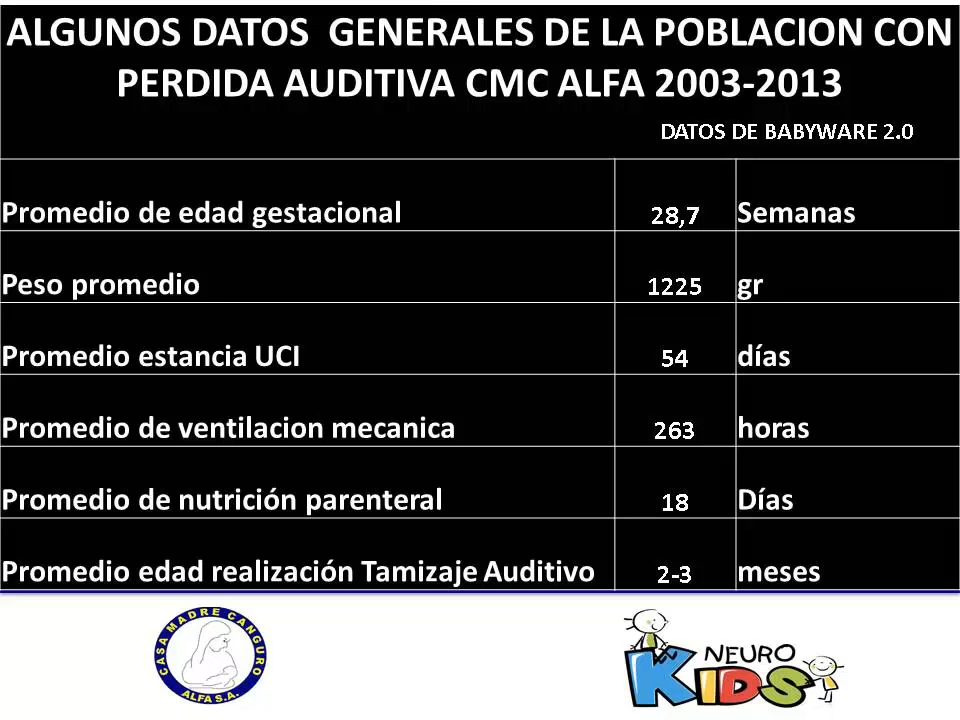 ALGUNOS DATOS GENERALES DE LA POBLACION CON
PERDIDA AUDITIVA CMC ALFA 2003-2013
DATOS DE BABYWARE 2.0
Promedio de edad gestacional 28,7 Semanas
Peso promedio 1225 gr
Promedio estancia UCI 54 días
Promedio de ventilacion mecanica 263 horas
Promedio de nutrición parenteral 18 Días
Promedio edad realización Tamizaje Auditivo 2-3 meses
CASA MADRE CANGURO
ALFA S.A.
NEURO
KIDS